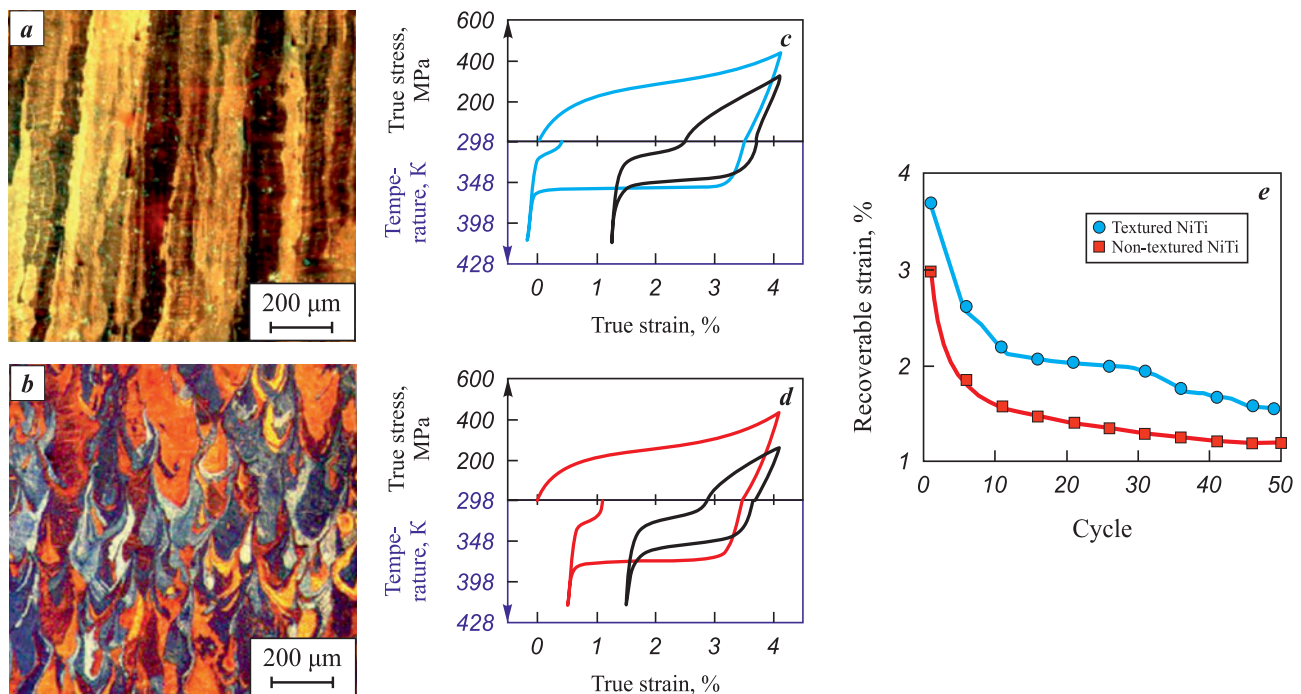 a
200 μm
b
200 μm
c
600
400
200
298
348
398
428
True stress,
MPa
Tempe-
rature, К
0 1 2 3 4
True strain, %
d
600
400
200
298
348
398
428
True stress,
MPa
Tempe-
rature, К
0 1 2 3 4
True strain, %
e
4
3
2
1
Recoverable strain, %
Textured NiTi
Non-textured NiTi
0 10 20 30 40 50
Cycle